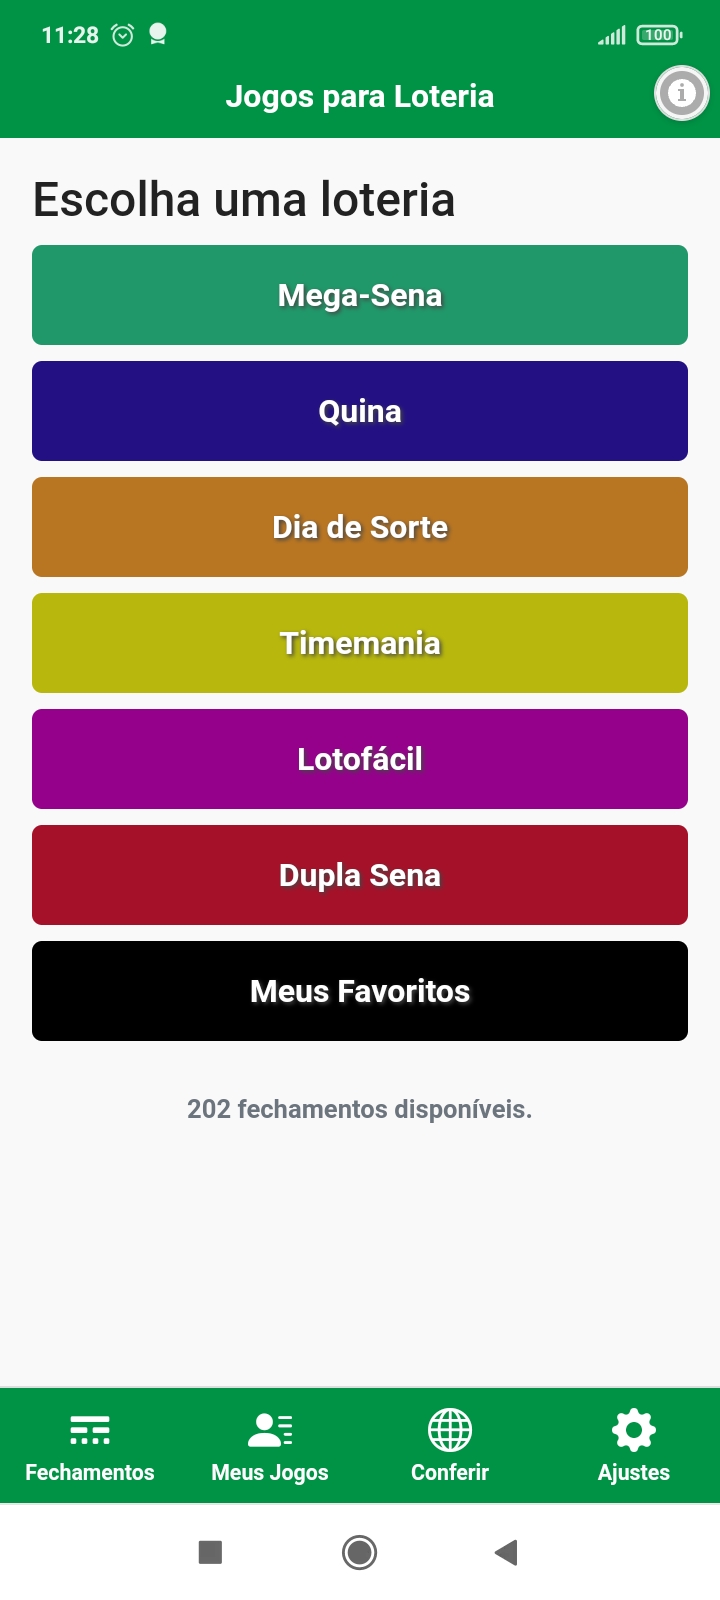 11:28
100
Jogos para Loteria
Escolha uma loteria
Mega-Sena
Quina
Dia de Sorte
Timemania
Lotofácil
Dupla Sena
Meus Favoritos
202 fechamentos disponíveis.
Fechamentos Meus Jogos Conferir Ajustes